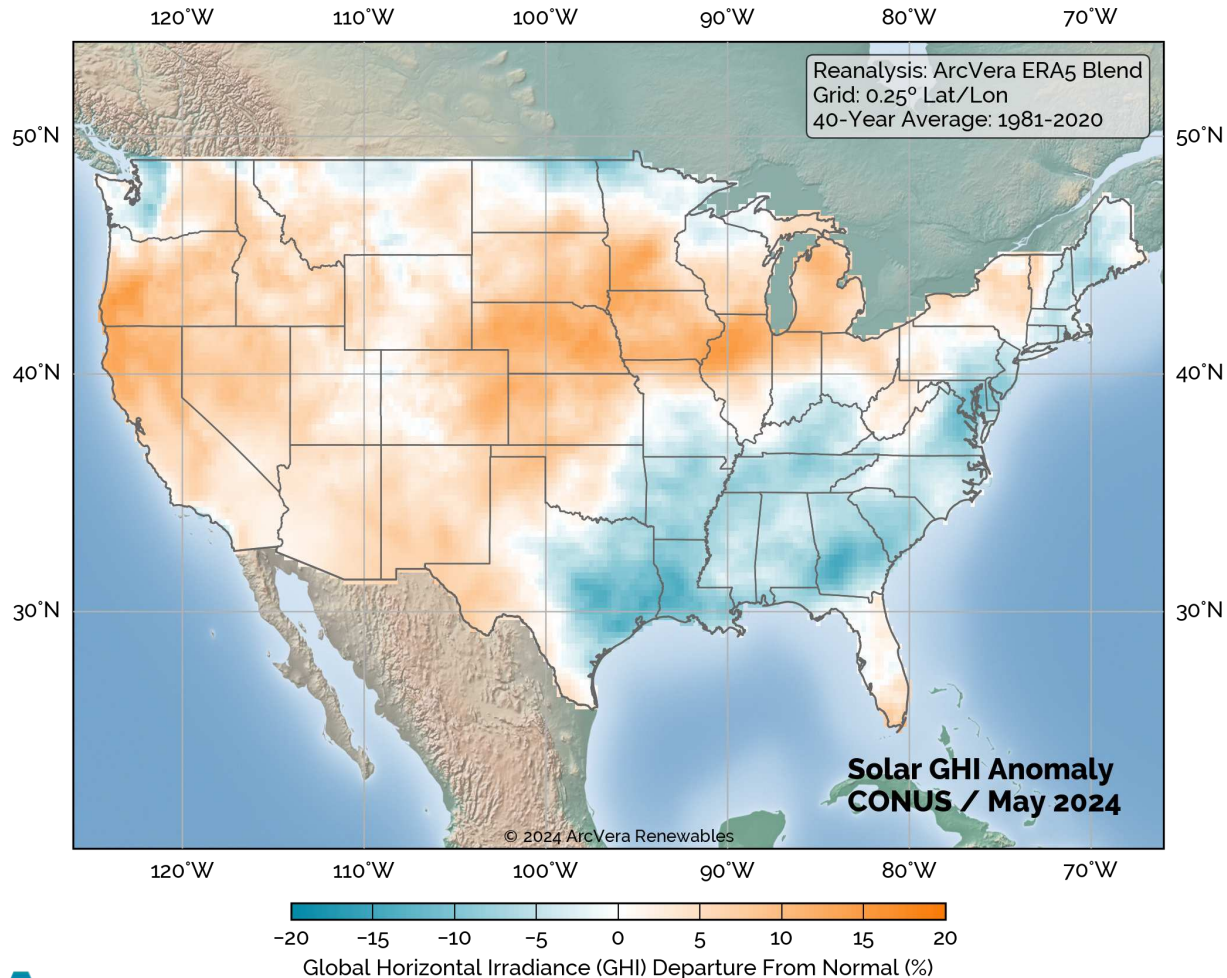 120˚W 110˚W 100˚W 90˚W 80˚W 70˚W
Reanalysis: ArcVera ERA5 Blend
Grid: 0.25º Lat/Lon
40-Year Average: 1981-2020
50˚N 50˚N
40˚N 40˚N
30˚N 30˚N
Solar GHI Anomaly
CONUS / May 2024
© 2024 ArcVera Renewables
120˚W 110˚W 100˚W 90˚W 80˚W 70˚W
−20 −15 −10 −5 0 5 10 15 20
Global Horizontal Irradiance (GHI) Departure From Normal (%)